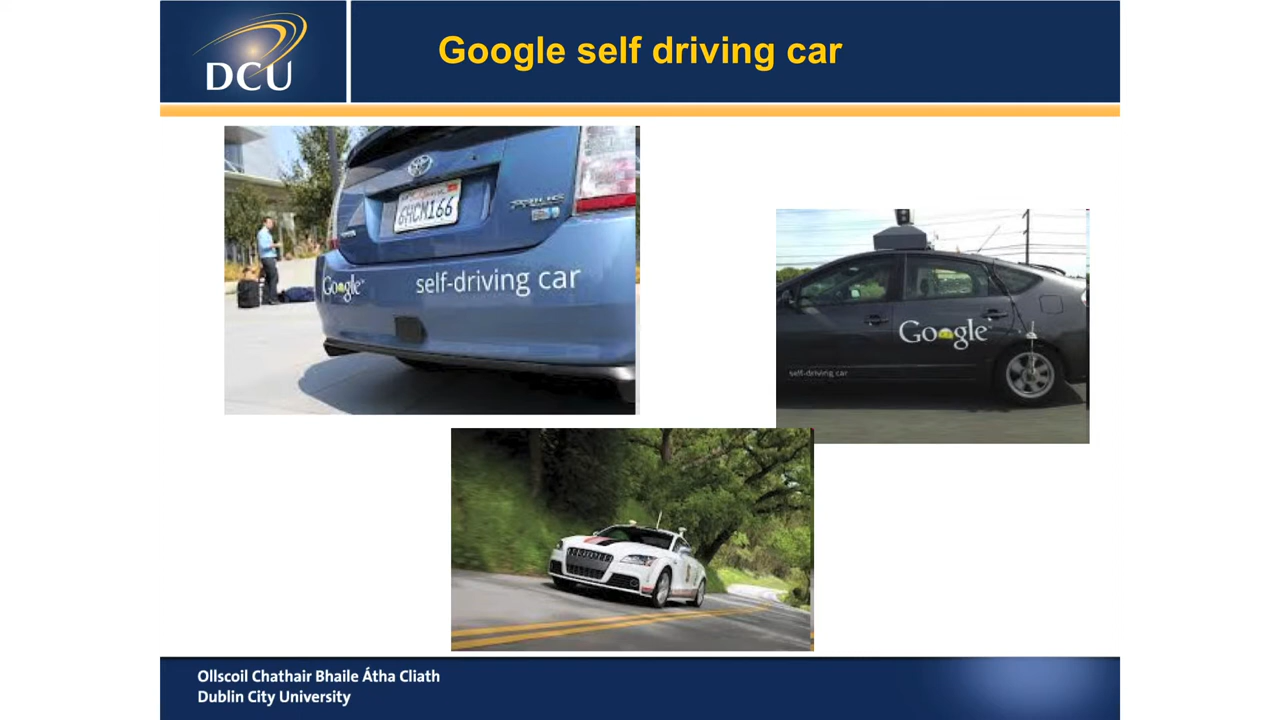 DCU
Google self driving car
6HCM166
PRIUS
Google self-driving car
Google
self-driving car
Ollscoil Chathair Bhaile Átha Cliath
Dublin City University